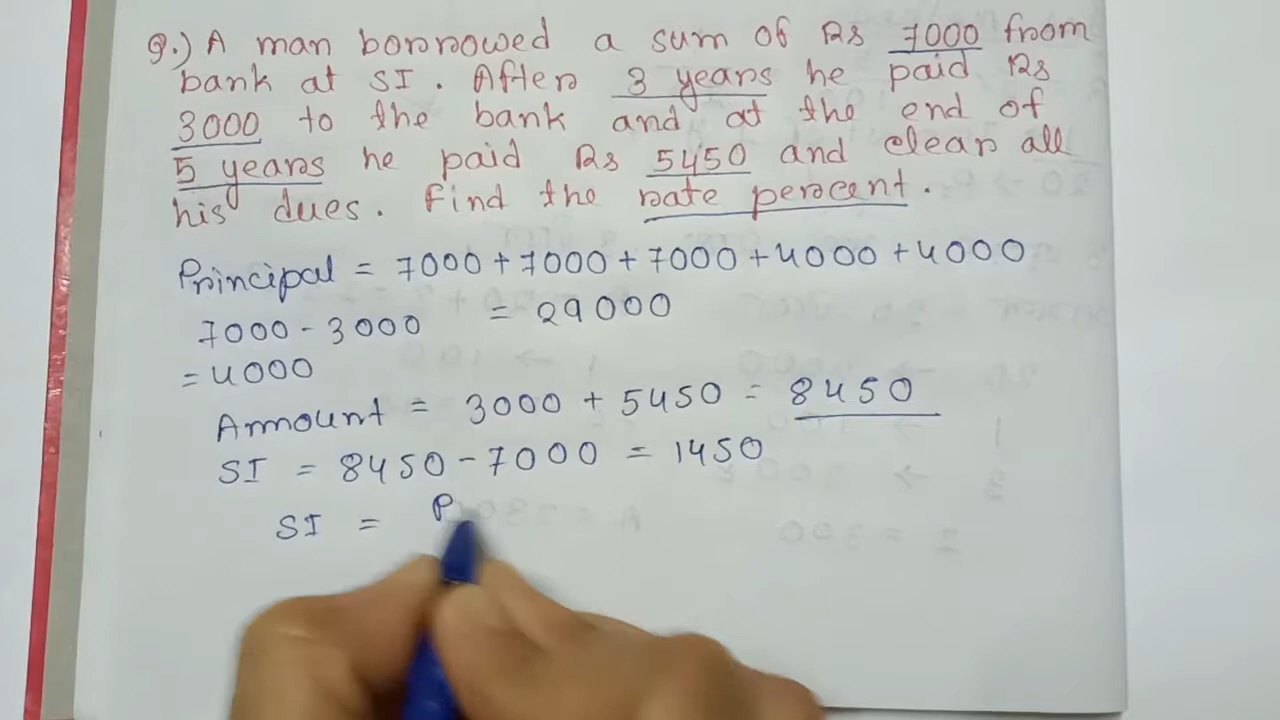 Q.) A man borrowed a sum of Rs 7000 from
bank at SI. After 3 years he paid Rs
3000 to the bank and at the end of
5 years he paid Rs 5450 and clear all
his dues. Find the rate percent.
Principal = 7000 + 7000 + 7000 + 4000 + 4000
7000 - 3000 = 29000
= 4000
Amount = 3000 + 5450 = 8450
SI = 8450 - 7000 = 1450
SI = P